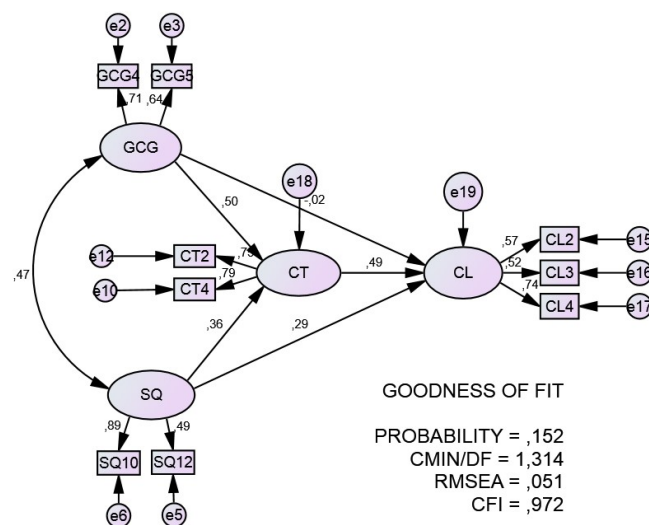 e2
e3
GCG4
GCG5
,71
,64
GCG
e18
-,02
e19
,50
e12
CT2
,75
,57
CL2
e15
,47
CT
,49
CL
,52
CL3
e16
e10
CT4
,79
,74
CL4
e17
,36
,29
SQ
GOODNESS OF FIT
,89
,49
PROBABILITY = ,152
CMIN/DF = 1,314
RMSEA = ,051
CFI = ,972
SQ10
SQ12
e6
e5